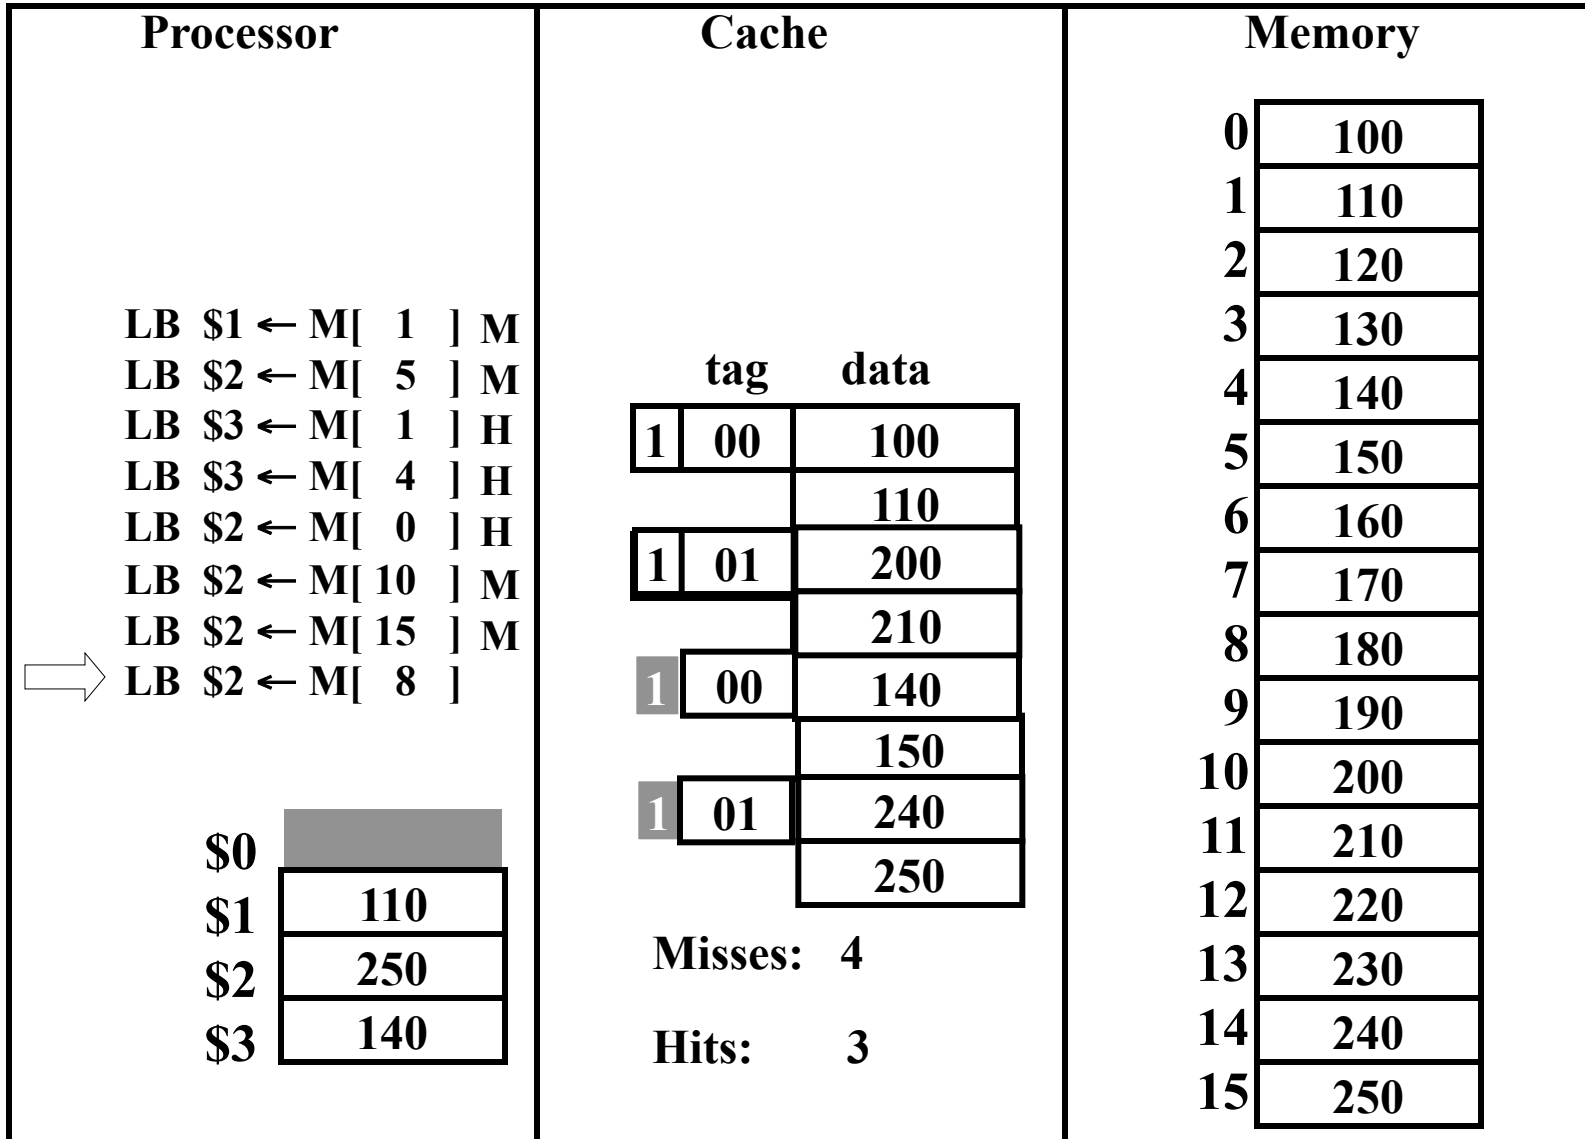 Processor
LB $1 ← M[ 1 ] M
LB $2 ← M[ 5 ] M
LB $3 ← M[ 1 ] H
LB $3 ← M[ 4 ] H
LB $2 ← M[ 0 ] H
LB $2 ← M[ 10 ] M
LB $2 ← M[ 15 ] M
LB $2 ← M[ 8 ]
$0
$1 110
$2 250
$3 140
Cache
tag data
1 00 100
110
1 01 200
210
1 00 140
150
1 01 240
250
Misses: 4
Hits: 3
Memory
0 100
1 110
2 120
3 130
4 140
5 150
6 160
7 170
8 180
9 190
10 200
11 210
12 220
13 230
14 240
15 250